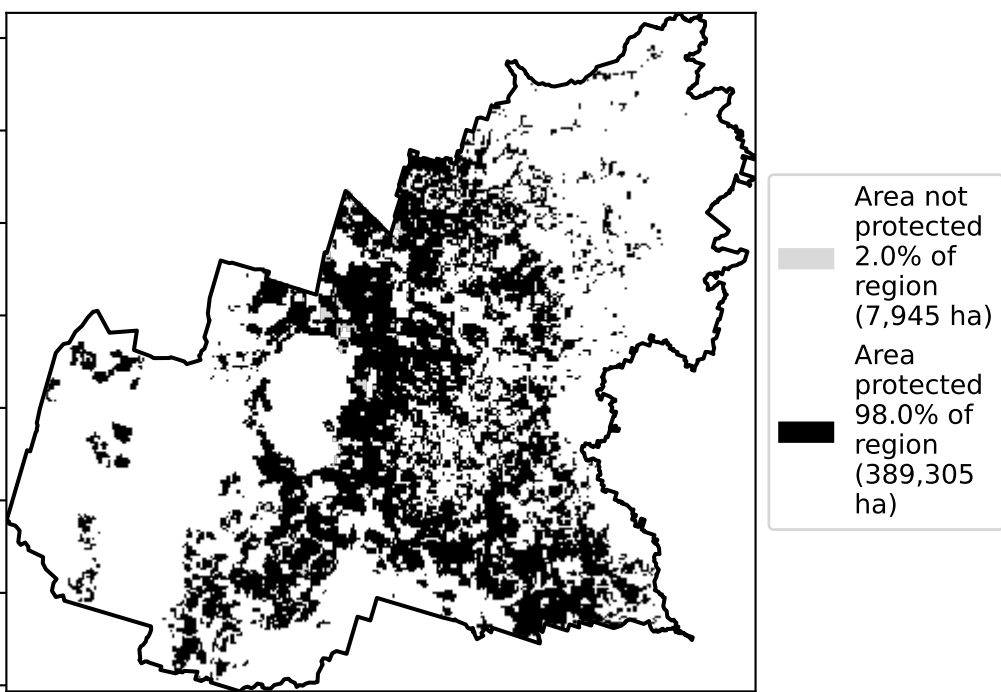 Area not
protected
2.0% of
region
(7,945 ha)
Area
protected
98.0% of
region
(389,305
ha)